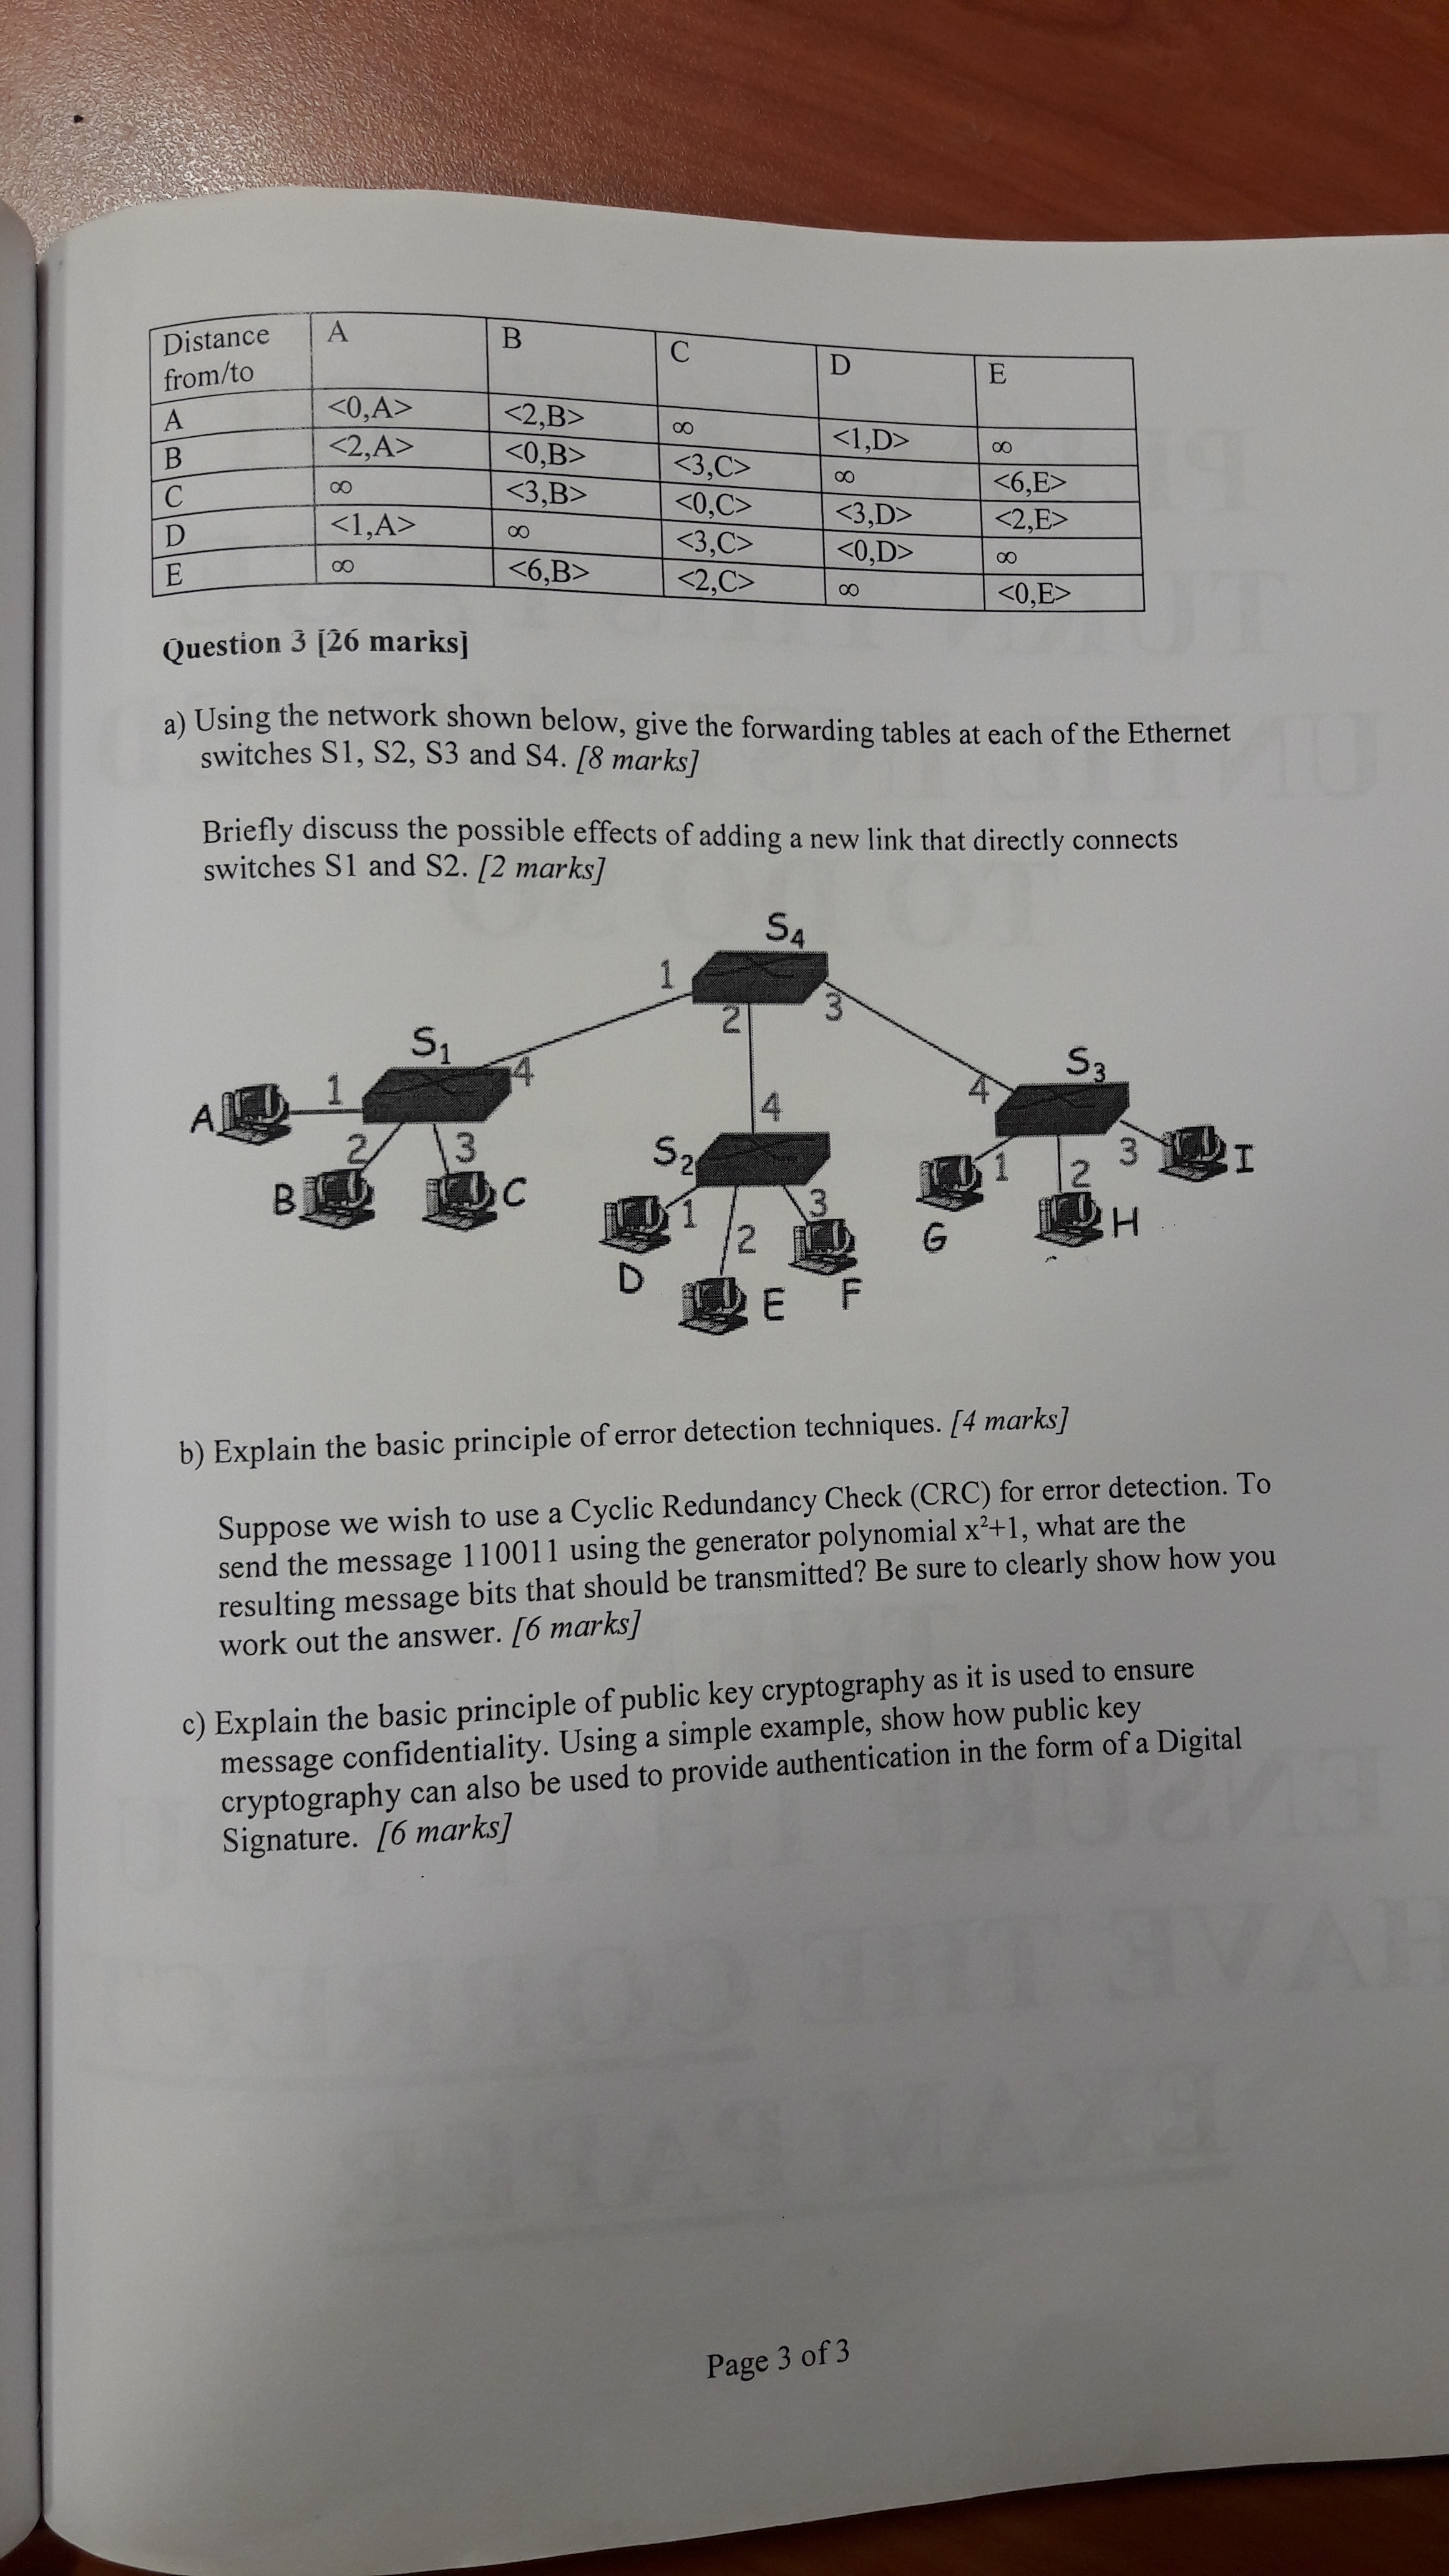 Distance from/to A B C D E
A <0,A> <2,B> ∞ <1,D> ∞
B <2,A> <0,B> <3,C> ∞ <6,E>
C ∞ <3,B> <0,C> <3,D> <2,E>
D <1,A> ∞ <3,C> <0,D> ∞
E ∞ <6,B> <2,C> ∞ <0,E>
Question 3 [26 marks]
a) Using the network shown below, give the forwarding tables at each of the Ethernet
switches S1, S2, S3 and S4. [8 marks]
Briefly discuss the possible effects of adding a new link that directly connects
switches S1 and S2. [2 marks]
S4
1 2 3
S1
4
S3
4
A 1
2 3
4
S2
B C
1 2 3
I
D 1 2 3
G H
E F
b) Explain the basic principle of error detection techniques. [4 marks]
Suppose we wish to use a Cyclic Redundancy Check (CRC) for error detection. To
send the message 110011 using the generator polynomial x²+1, what are the
resulting message bits that should be transmitted? Be sure to clearly show how you
work out the answer. [6 marks]
c) Explain the basic principle of public key cryptography as it is used to ensure
message confidentiality. Using a simple example, show how public key
cryptography can also be used to provide authentication in the form of a Digital
Signature. [6 marks]
Page 3 of 3